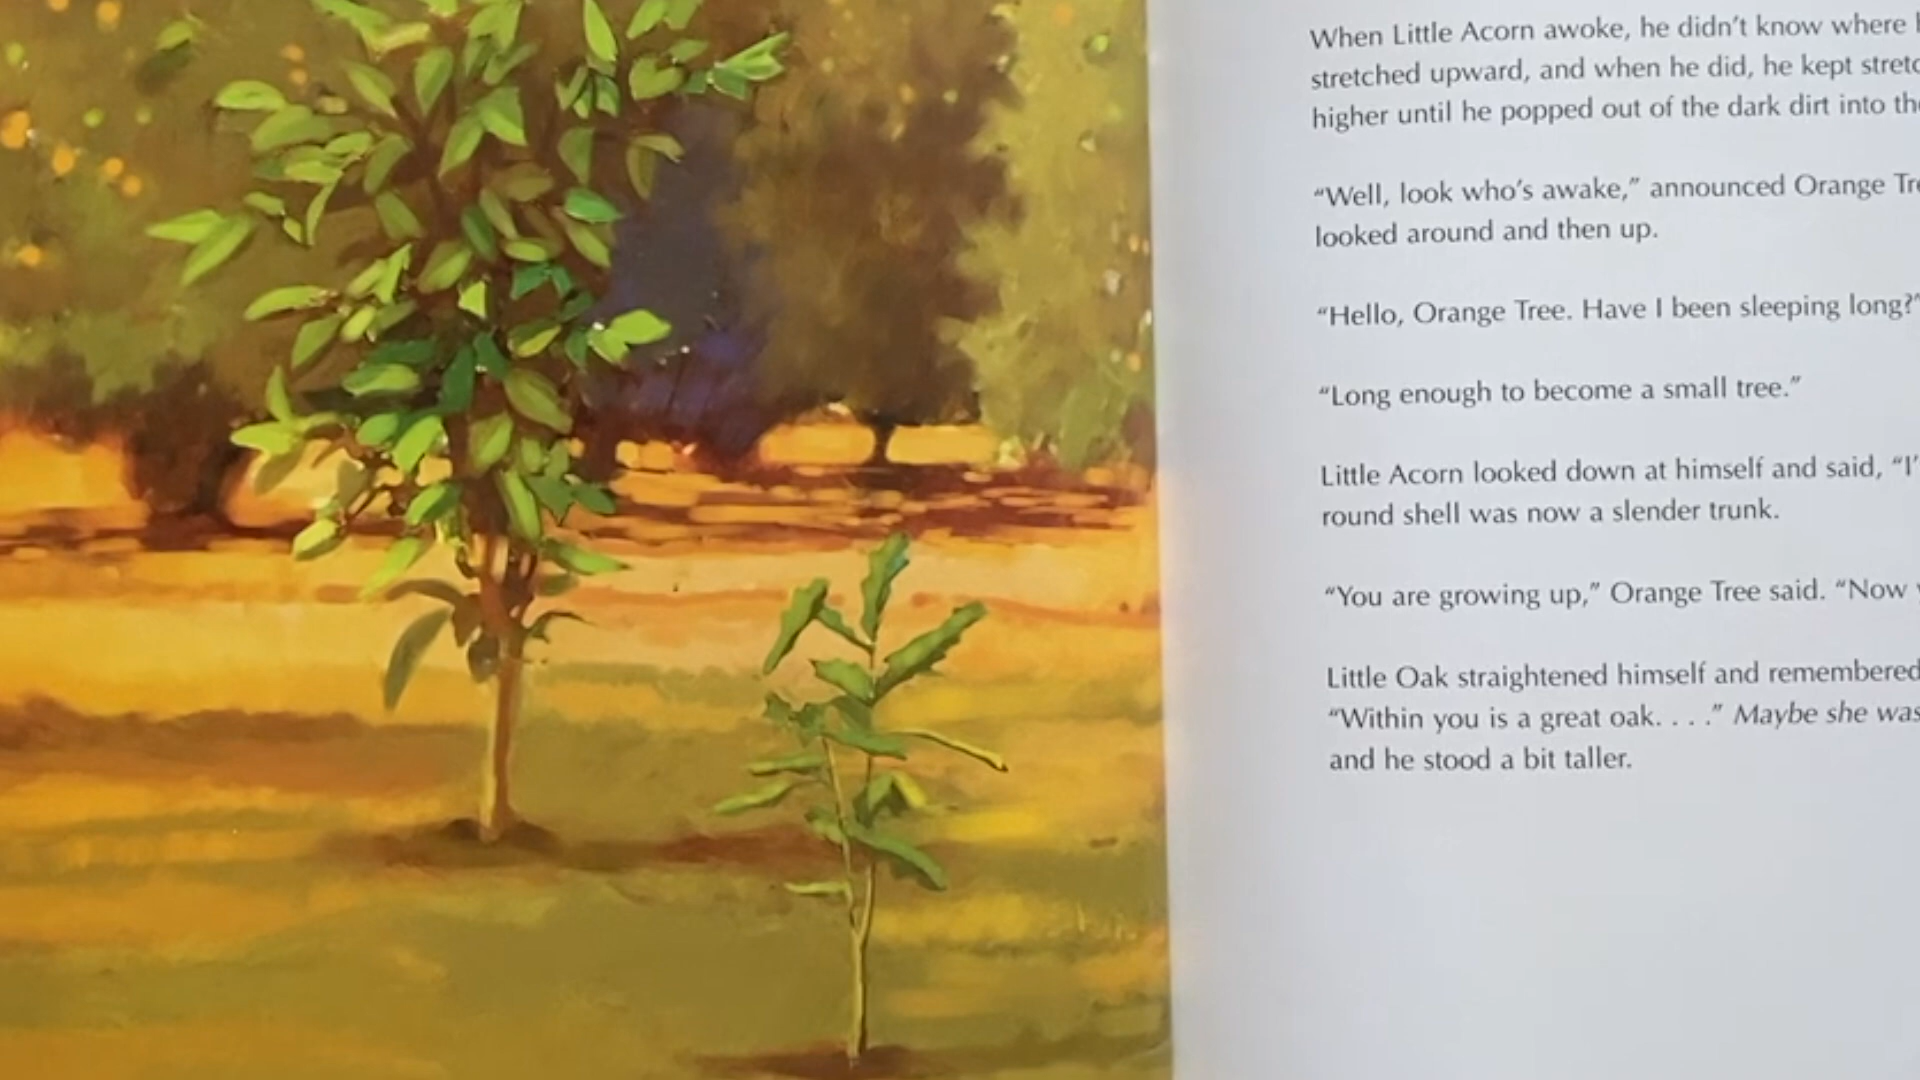 When Little Acorn awoke, he didn’t know where
stretched upward, and when he did, he kept
higher until he popped out of the dark dirt into
“Well, look who’s awake,” announced Orange
looked around and then up.
“Hello, Orange Tree. Have I been sleeping long?”
“Long enough to become a small tree.”
Little Acorn looked down at himself and said,
round shell was now a slender trunk.
“You are growing up,” Orange Tree said. “Now
Little Oak straightened himself and remembered
“Within you is a great oak. . . .” Maybe she was
and he stood a bit taller.